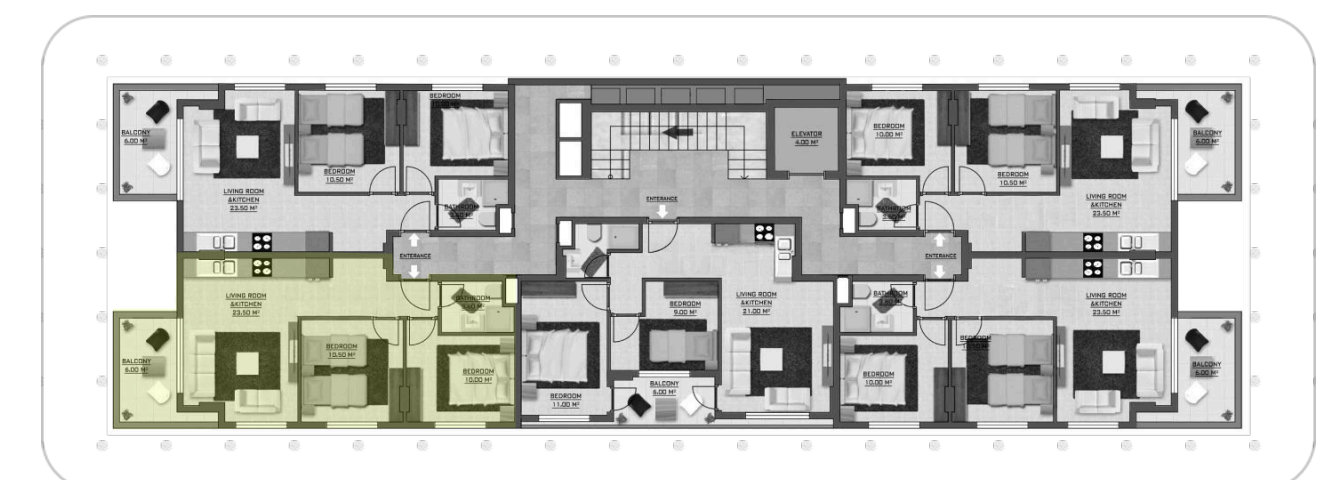 BALCONY
6.00 M²
LIVING ROOM
&KITCHEN
23.50 M²
BEDROOM
10.50 M²
BEDROOM
BATHROOM
ENTERANCE
ENTERANCE
ELEVATOR
4.00 M²
BEDROOM
10.00 M²
BATHROOM
BEDROOM
10.50 M²
LIVING ROOM
&KITCHEN
23.50 M²
BALCONY
6.00 M²
ENTERANCE
BALCONY
6.00 M²
LIVING ROOM
&KITCHEN
23.50 M²
BEDROOM
10.50 M²
BATHROOM
BEDROOM
10.00 M²
BEDROOM
11.00 M²
BEDROOM
9.00 M²
BALCONY
LIVING ROOM
&KITCHEN
21.00 M²
BATHROOM
BEDROOM
10.00 M²
BEDROOM
LIVING ROOM
&KITCHEN
23.50 M²
BALCONY
6.00 M²